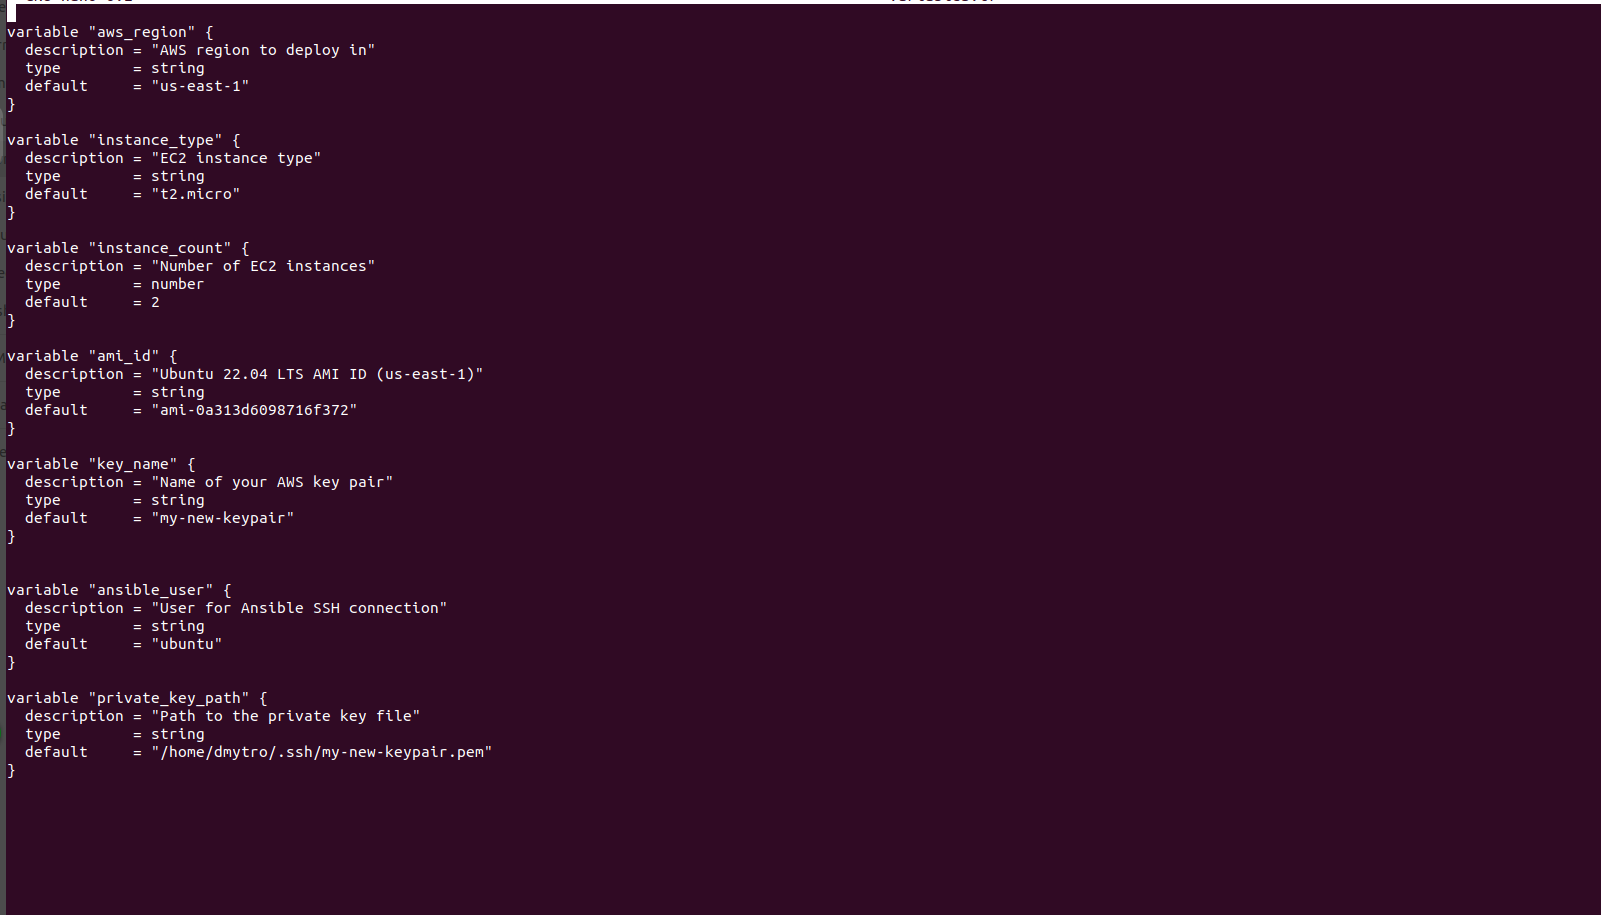 variable "aws_region" {
  description = "AWS region to deploy in"
  type        = string
  default     = "us-east-1"
}

variable "instance_type" {
  description = "EC2 instance type"
  type        = string
  default     = "t2.micro"
}

variable "instance_count" {
  description = "Number of EC2 instances"
  type        = number
  default     = 2
}

variable "ami_id" {
  description = "Ubuntu 22.04 LTS AMI ID (us-east-1)"
  type        = string
  default     = "ami-0a313d6098716f372"
}

variable "key_name" {
  description = "Name of your AWS key pair"
  type        = string
  default     = "my-new-keypair"
}


variable "ansible_user" {
  description = "User for Ansible SSH connection"
  type        = string
  default     = "ubuntu"
}

variable "private_key_path" {
  description = "Path to the private key file"
  type        = string
  default     = "/home/dmytro/.ssh/my-new-keypair.pem"
}